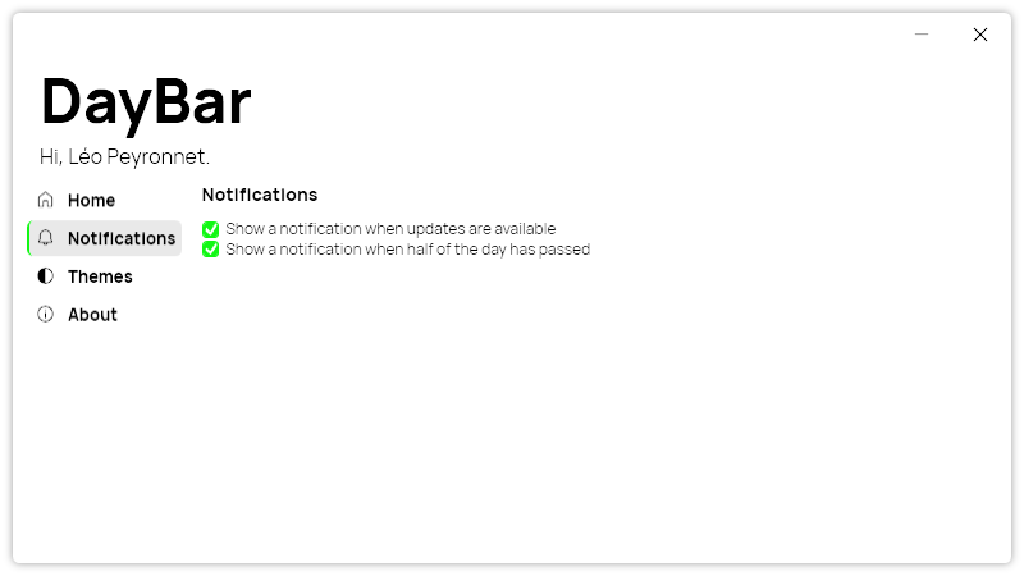 DayBar
Hi, Léo Peyronnet.
Home
Notifications
Themes
About
Notifications
Show a notification when updates are available
Show a notification when half of the day has passed